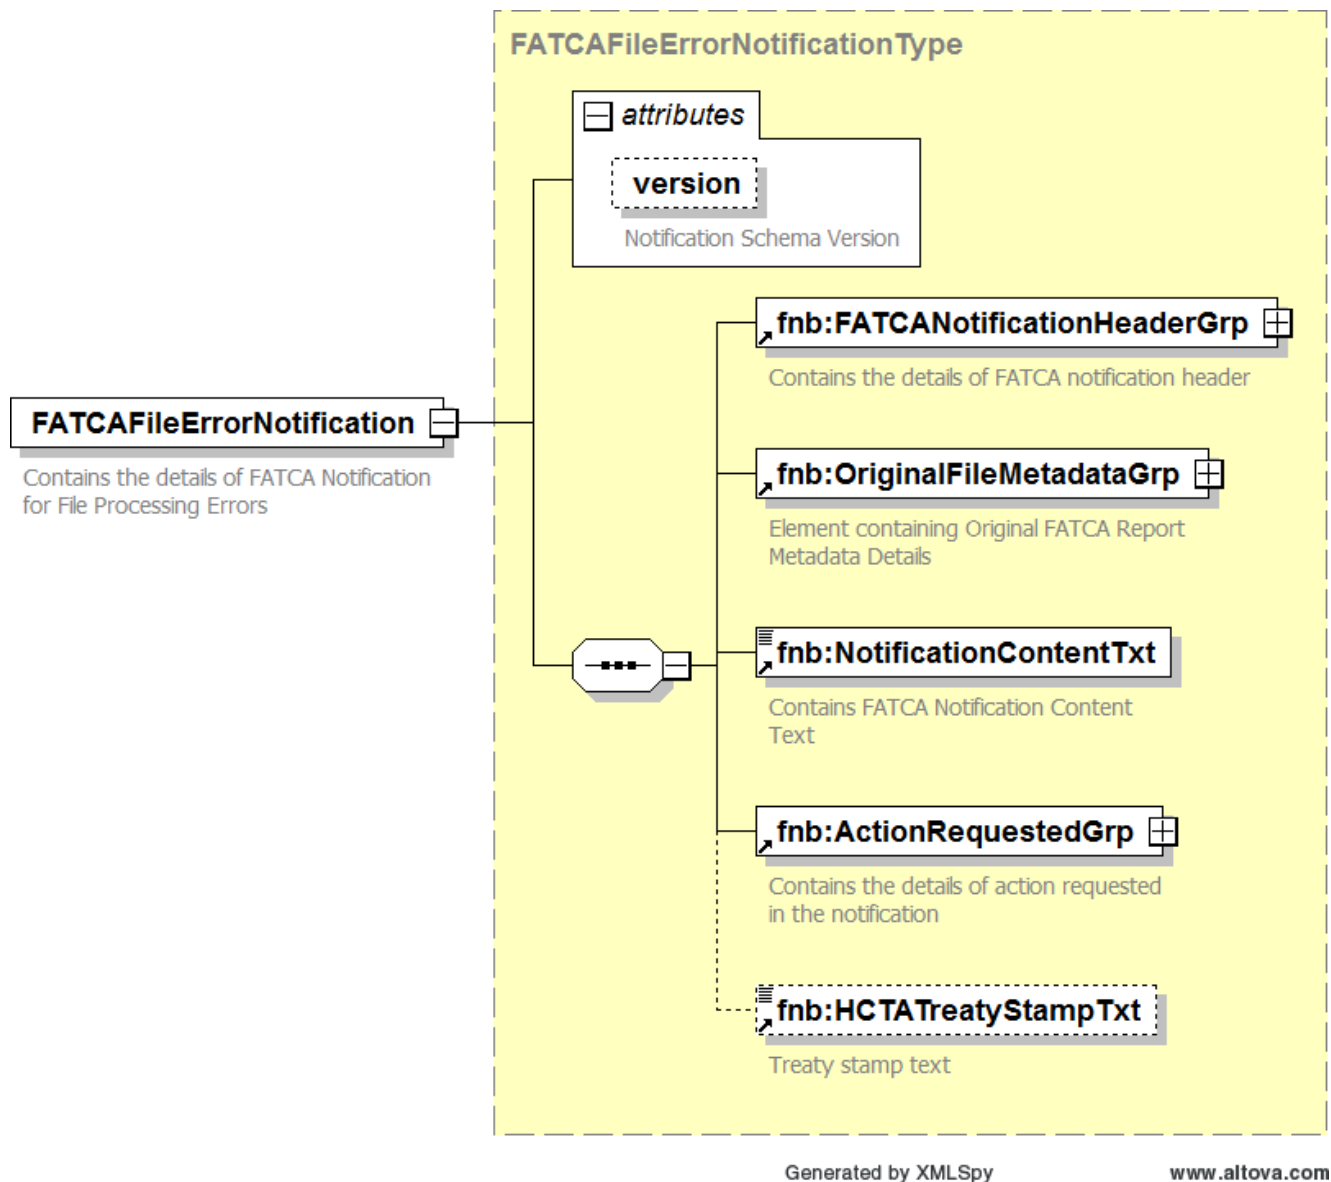 FATCAFileErrorNotificationType
attributes
version
Notification Schema Version
fnb:FATCANotificationHeaderGrp
Contains the details of FATCA notification header
FATCAFileErrorNotification
Contains the details of FATCA Notification
for File Processing Errors
fnb:OriginalFileMetadataGrp
Element containing Original FATCA Report
Metadata Details
fnb:NotificationContentTxt
Contains FATCA Notification Content
Text
fnb:ActionRequestedGrp
Contains the details of action requested
in the notification
fnb:HCTATreatyStampTxt
Treaty stamp text
Generated by XMLSpy
www.altova.com